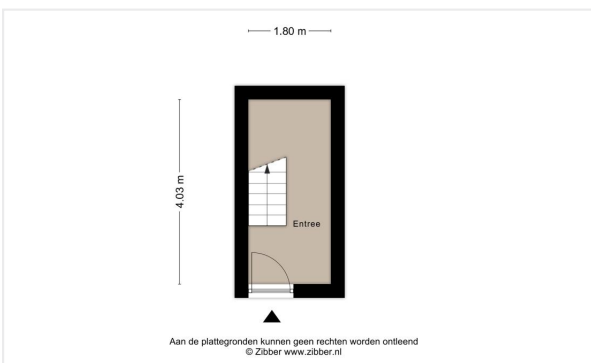 1.80 m
4.03 m
Entree
Aan de plattegronden kunnen geen rechten worden ontleend
© Zibber www.zibber.nl